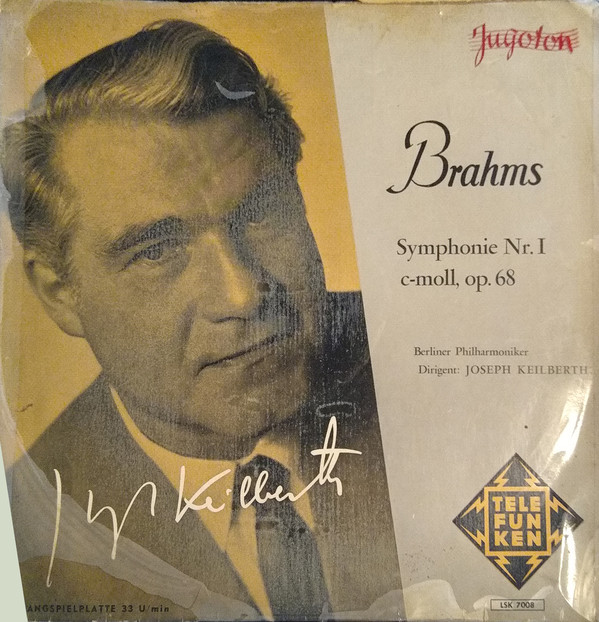 Jugoton
Brahms
Symphonie Nr. I
c-moll, op. 68
Berliner Philharmoniker
Dirigent: JOSEPH KEILBERTH
Keilberth
TELE
FUN
KEN
ANGSPIELPLATTE 33 U/min
LSK 7008